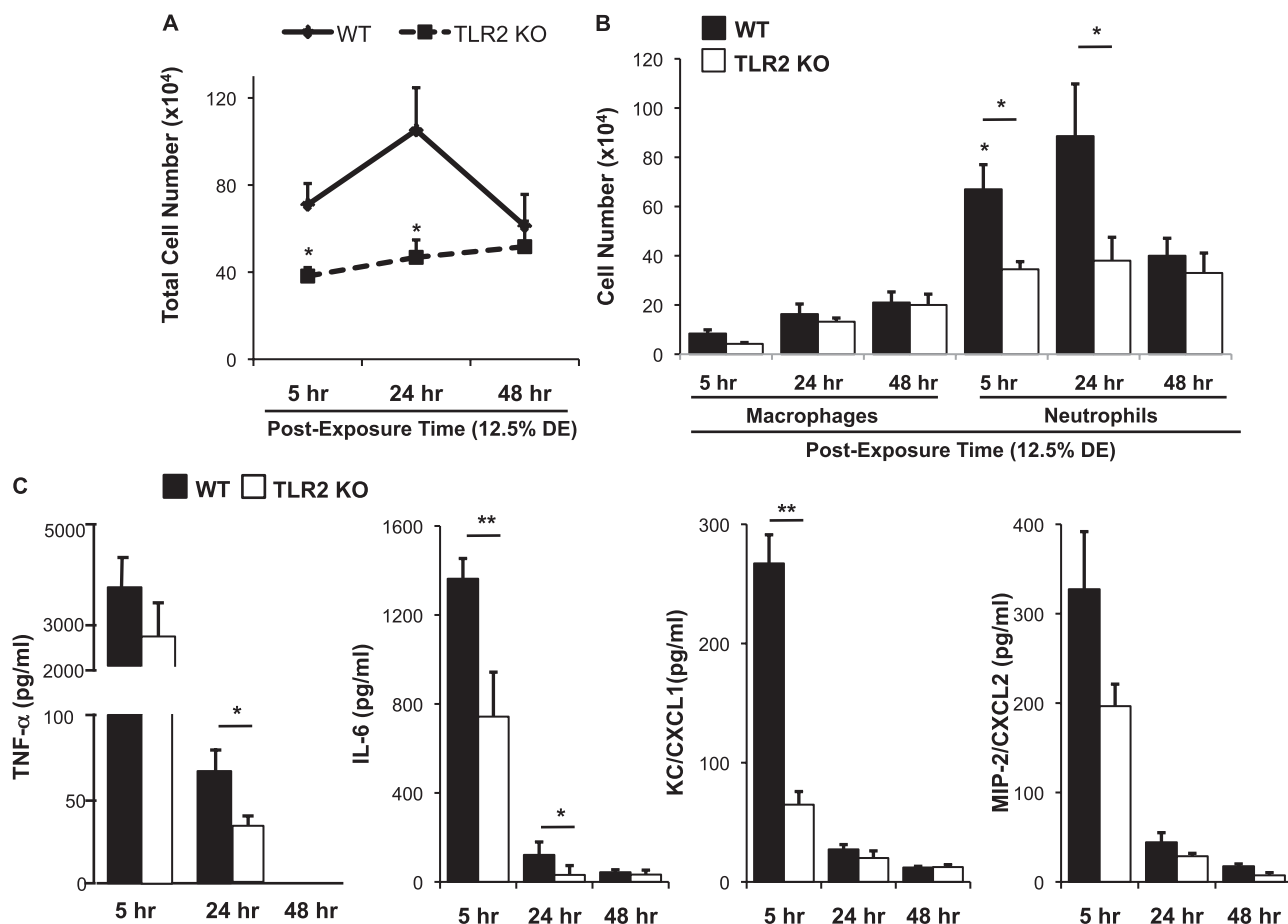 A
WT
TLR2 KO
Total Cell Number (x10⁴)
120
80
40
0
*
*
5 hr
24 hr
48 hr
Post-Exposure Time (12.5% DE)
B
WT
TLR2 KO
Cell Number (x10⁴)
120
100
80
60
40
20
0
*
*
*
5 hr
24 hr
48 hr
5 hr
24 hr
48 hr
Macrophages
Neutrophils
Post-Exposure Time (12.5% DE)
C
WT
TLR2 KO
TNF-α (pg/ml)
5000
3000
2000
100
50
0
*
5 hr
24 hr
48 hr
IL-6 (pg/ml)
1600
1200
800
400
0
**
*
5 hr
24 hr
48 hr
KC/CXCL1(pg/ml)
300
200
100
0
**
5 hr
24 hr
48 hr
MIP-2/CXCL2 (pg/ml)
400
300
200
100
0
5 hr
24 hr
48 hr